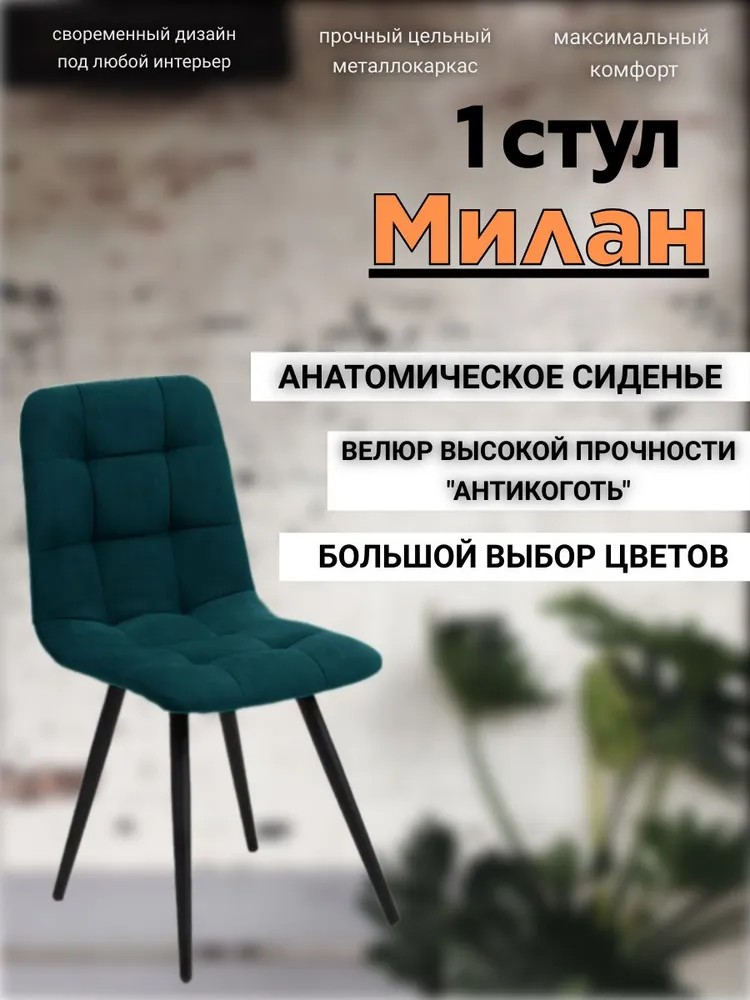 своременный дизайн
под любой интерьер
прочный цельный
металлокаркас
максимальный
комфорт
1 стул
Милан
АНАТОМИЧЕСКОЕ СИДЕНЬЕ
ВЕЛЮР ВЫСОКОЙ ПРОЧНОСТИ
"АНТИКОГОТЬ"
БОЛЬШОЙ ВЫБОР ЦВЕТОВ